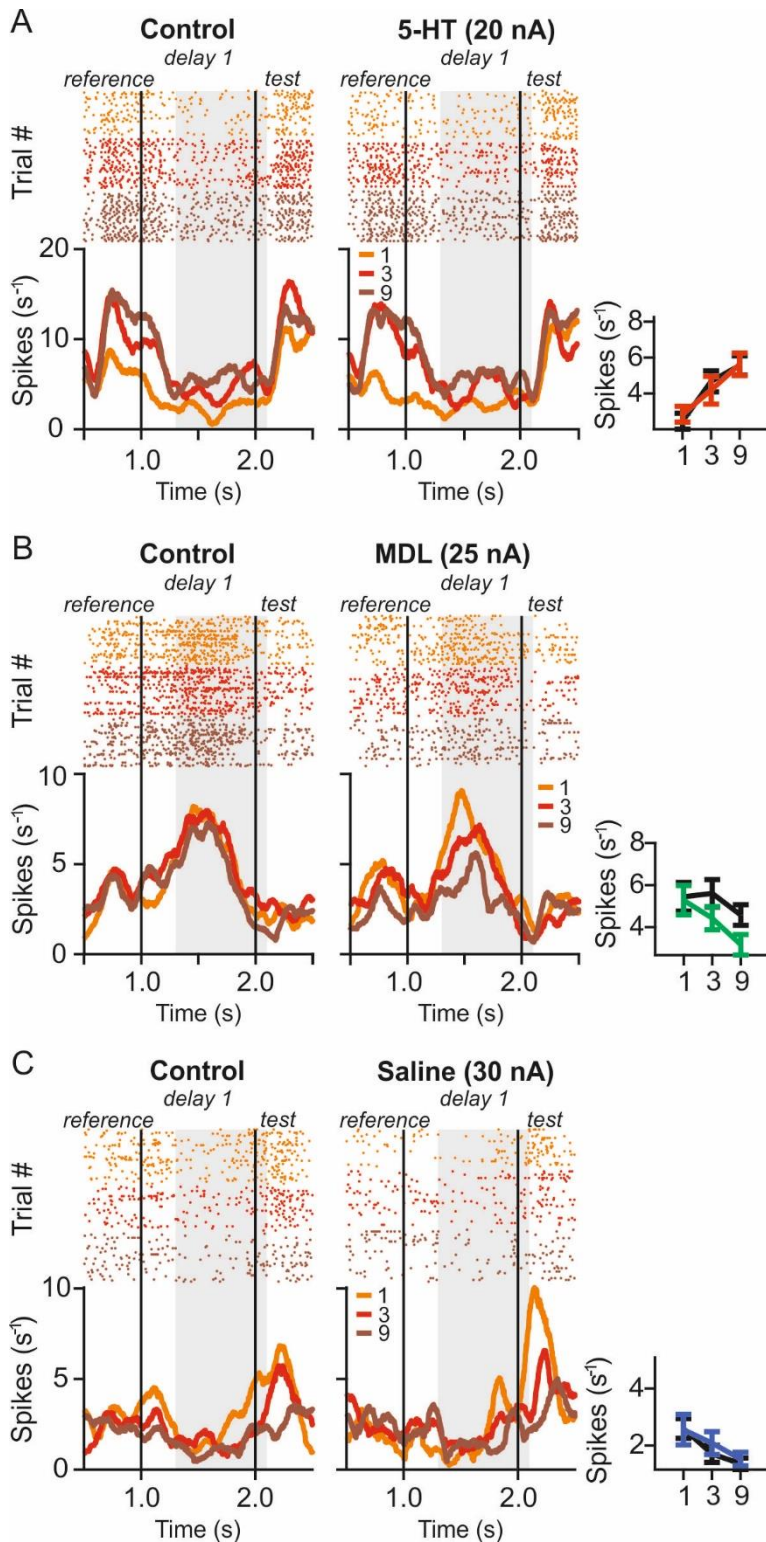 A
Control
5-HT (20 nA)
delay 1
reference
test
Trial #
20
10
0
Spikes (s-1)
1
3
9
8
6
4
Spikes (s-1)
1.0 2.0 1.0 2.0
1 3 9
Time (s) Time (s)
B
Control
MDL (25 nA)
delay 1 delay 1
reference test reference test
Trial #
10
5
0
Spikes (s-1)
1
3
9
8
6
4
Spikes (s-1)
1.0 2.0 1.0 2.0
1 3 9
Time (s) Time (s)
C
Control
Saline (30 nA)
delay 1 delay 1
reference test reference test
Trial #
10
5
0
Spikes (s-1)
1
3
9
4
2
Spikes (s-1)
1.0 2.0 1.0 2.0
1 3 9
Time (s) Time (s)